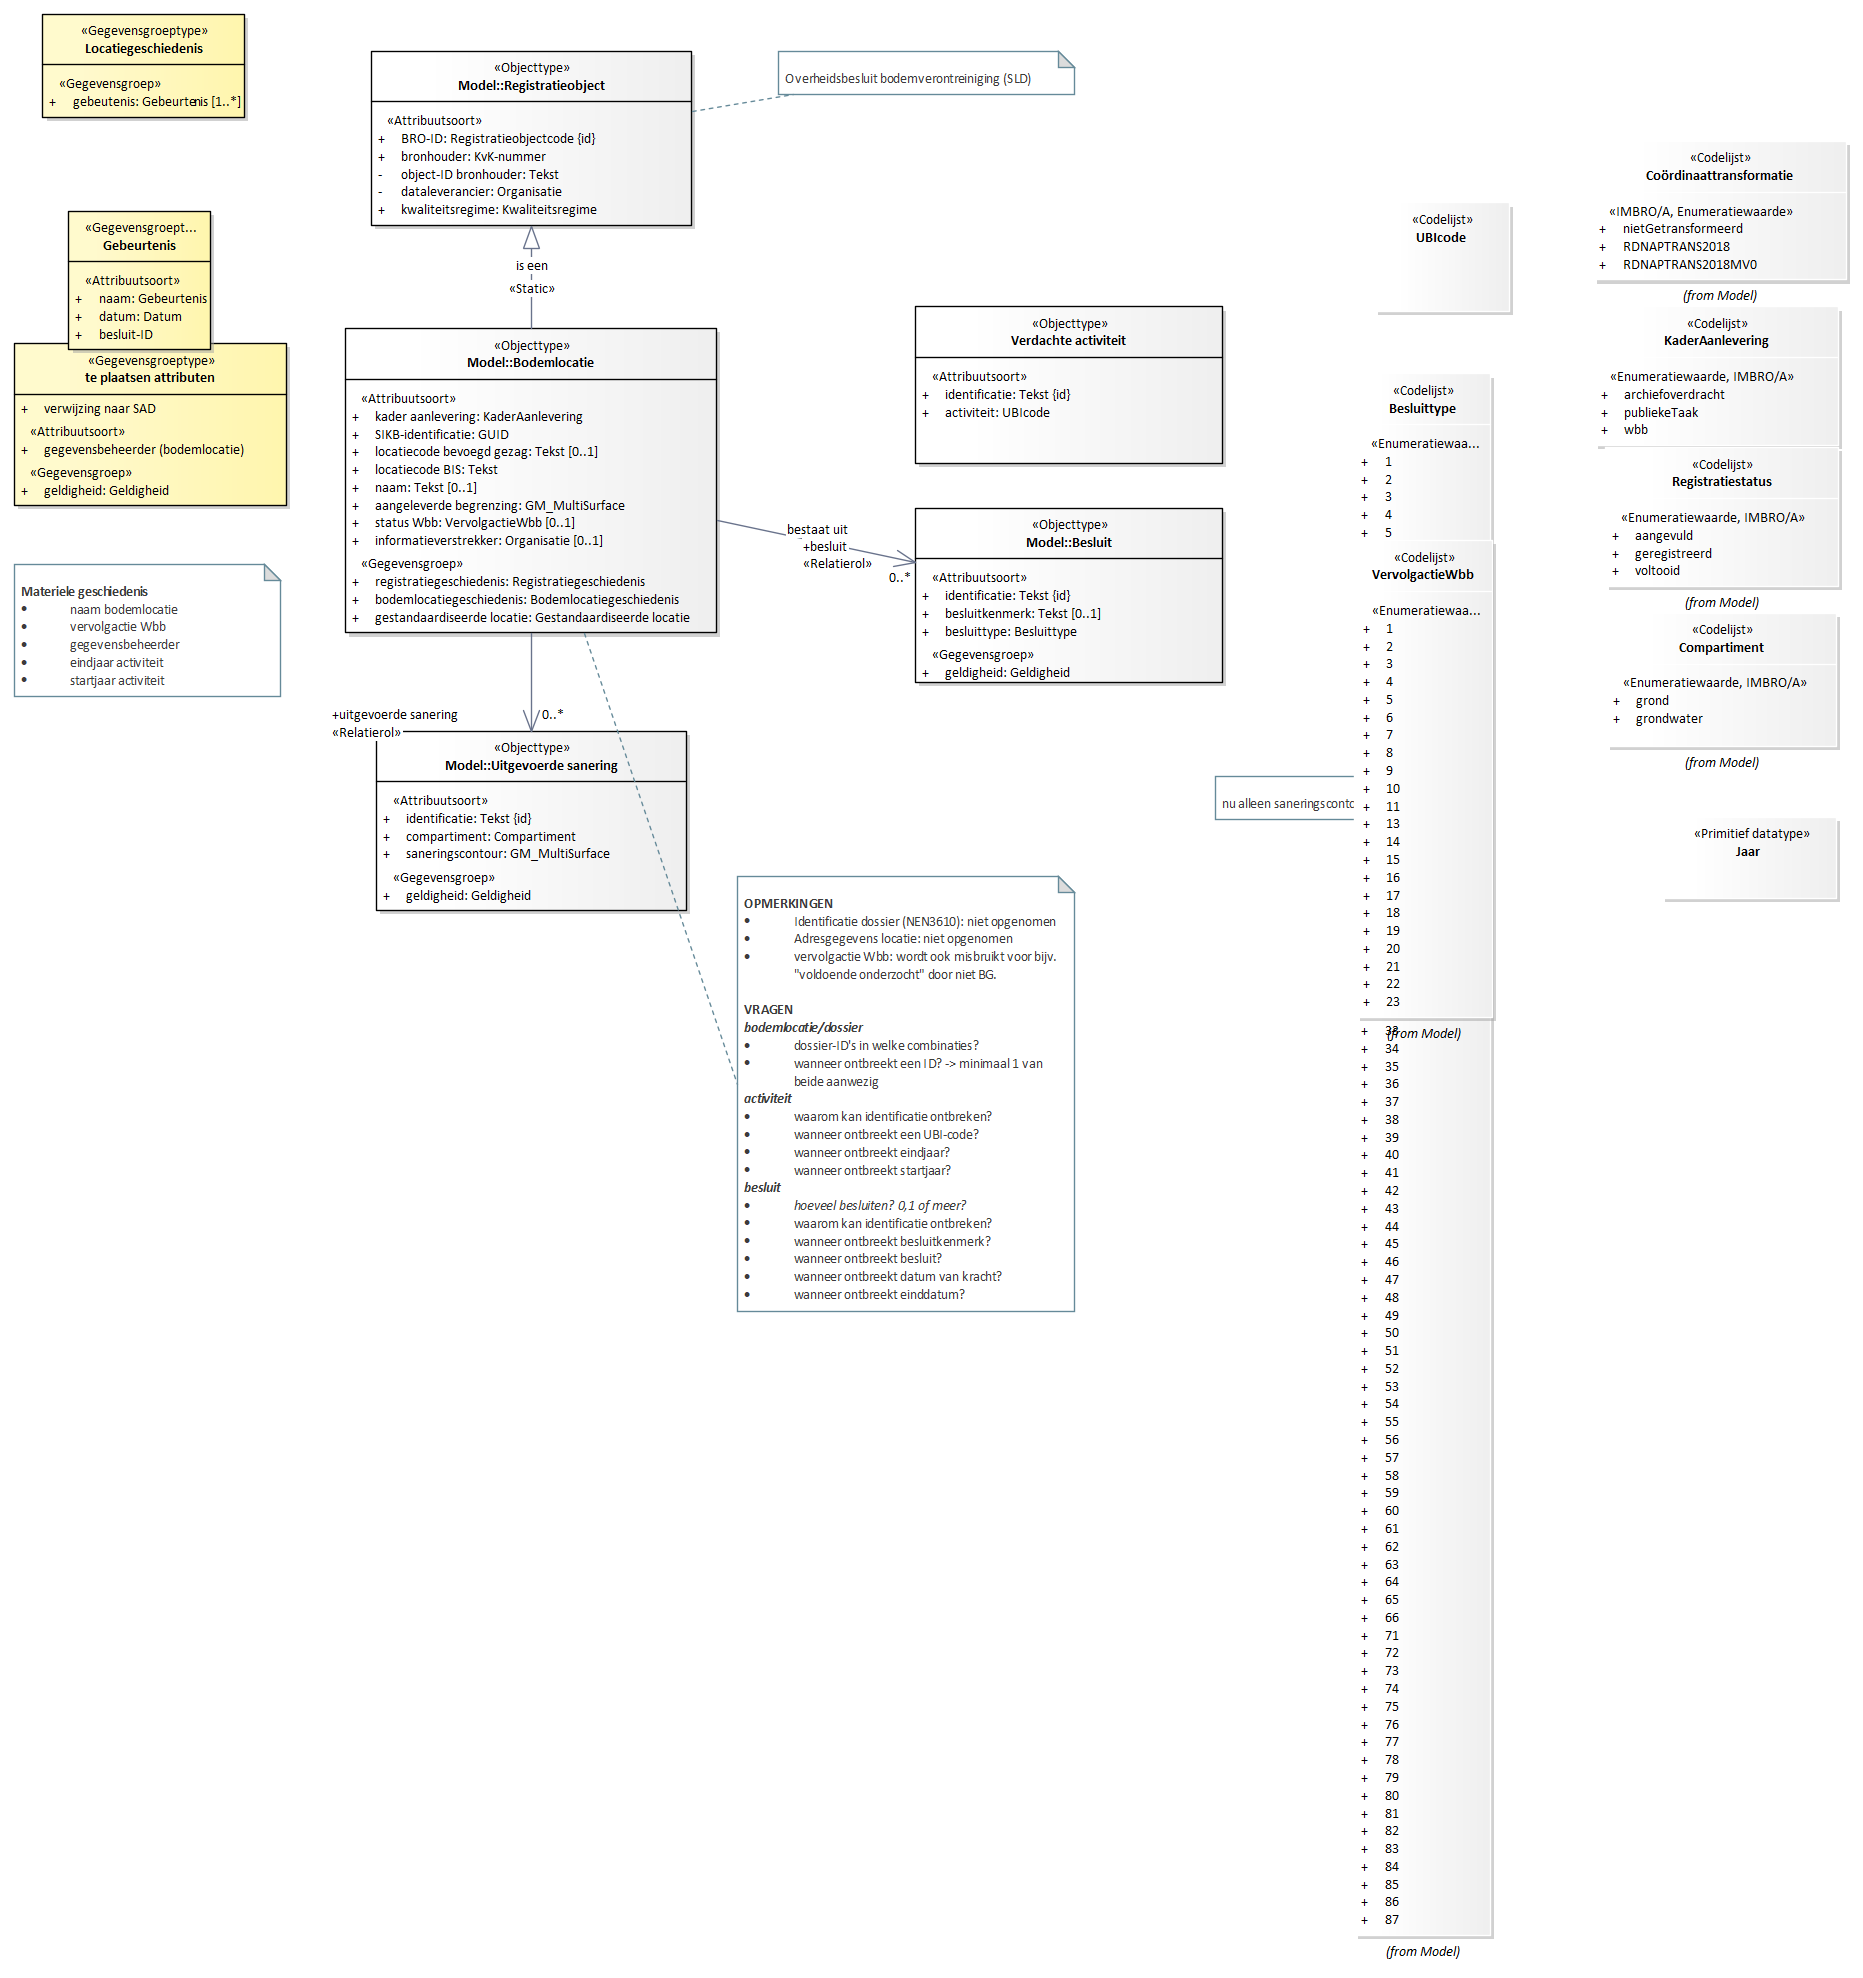 «Gegevensgroeptype»
Locatiegeschiedenis
«Gegevensgroep»
+ gebeutenis: Gebeurtenis [1..*]
«Gegevensgroept...
Gebeurtenis
«Attribuutsoort»
+ naam: Gebeurtenis
+ datum: Datum
+ besluit-ID
«Gegevensgroeptype»
te plaatsen attributen
+ verwijzing naar SAD
«Attribuutsoort»
+ gegevensbeheerder (bodemlocatie)
«Gegevensgroep»
+ geldigheid: Geldigheid
Materiele geschiedenis
• naam bodemlocatie
• vervolgactie Wbb
• gegevensbeheerder
• eindjaar activiteit
• startjaar activiteit
«Objecttype»
Model::Registratieobject
«Attribuutsoort»
+ BRO-ID: Registratieobjectcode {id}
+ bronhouder: KvK-nummer
- object-ID bronhouder: Tekst
- dataleverancier: Organisatie
+ kwaliteitsregime: Kwaliteitsregime
Overheidsbesluit bodemverontreiniging (SLD)
is een
«Static»
«Objecttype»
Model::Bodemlocatie
«Attribuutsoort»
+ kader aanlevering: KaderAanlevering
+ SIKB-identificatie: GUID
+ locatiecode bevoegd gezag: Tekst [0..1]
+ locatiecode BIS: Tekst
+ naam: Tekst [0..1]
+ aangeleverde begrenzing: GM_MultiSurface
+ status Wbb: VervolgactieWbb [0..1]
+ informatieverstrekker: Organisatie [0..1]
«Gegevensgroep»
+ registratiegeschiedenis: Registratiegeschiedenis
+ bodemlocatiegeschiedenis: Bodemlocatiegeschiedenis
+ gestandaardiseerde locatie: Gestandaardiseerde locatie
bestaat uit
+besluit
«Relatierol»
0..*
+uitgevoerde sanering
0..*
«Relatierol»
«Objecttype»
Model::Uitgevoerde sanering
«Attribuutsoort»
+ identificatie: Tekst {id}
+ compartiment: Compartiment
+ saneringscontour: GM_MultiSurface
«Gegevensgroep»
+ geldigheid: Geldigheid
«Objecttype»
Verdachte activiteit
«Attribuutsoort»
+ identificatie: Tekst {id}
+ activiteit: UBIcode
«Objecttype»
Model::Besluit
«Attribuutsoort»
+ identificatie: Tekst {id}
+ besluitkenmerk: Tekst [0..1]
+ besluittype: Besluittype
«Gegevensgroep»
+ geldigheid: Geldigheid
OPMERKINGEN
• Identificatie dossier (NEN3610): niet opgenomen
• Adresgegevens locatie: niet opgenomen
• vervolgactie Wbb: wordt ook misbruikt voor bijv.
"voldoende onderzocht" door niet BG.
VRAGEN
bodemlocatie/dossier
• dossier-ID's in welke combinaties?
• wanneer ontbreekt een ID? -> minimaal 1 van
beide aanwezig
activiteit
• waarom kan identificatie ontbreken?
• wanneer ontbreekt een UBI-code?
• wanneer ontbreekt eindjaar?
• wanneer ontbreekt startjaar?
besluit
• hoeveel besluiten? 0,1 of meer?
• waarom kan identificatie ontbreken?
• wanneer ontbreekt besluitkenmerk?
• wanneer ontbreekt besluit?
• wanneer ontbreekt datum van kracht?
• wanneer ontbreekt einddatum?
nu alleen sanerings
«Codelijst»
UBIcode
«Codelijst»
Besluittype
«Enumeratiewaa...
+ 1
+ 2
+ 3
+ 4
+ 5
«Codelijst»
VervolgactieWbb
«Enumeratiewaa...
+ 1
+ 2
+ 3
+ 4
+ 5
+ 6
+ 7
+ 8
+ 9
+ 10
+ 11
+ 13
+ 14
+ 15
+ 16
+ 17
+ 18
+ 19
+ 20
+ 21
+ 22
+ 23
(from Model)
+ 33
+ 34
+ 35
+ 36
+ 37
+ 38
+ 39
+ 40
+ 41
+ 42
+ 43
+ 44
+ 45
+ 46
+ 47
+ 48
+ 49
+ 50
+ 51
+ 52
+ 53
+ 54
+ 55
+ 56
+ 57
+ 58
+ 59
+ 60
+ 61
+ 62
+ 63
+ 64
+ 65
+ 66
+ 71
+ 72
+ 73
+ 74
+ 75
+ 76
+ 77
+ 78
+ 79
+ 80
+ 81
+ 82
+ 83
+ 84
+ 85
+ 86
+ 87
(from Model)
«Codelijst»
Coördinaattransformatie
«IMBRO/A, Enumeratiewaarde»
+ nietGetransformeerd
+ RDNAPTRANS2018
+ RDNAPTRANS2018MV0
(from Model)
«Codelijst»
KaderAanlevering
«Enumeratiewaarde, IMBRO/A»
+ archiefoverdracht
+ publiekeTaak
+ wbb
«Codelijst»
Registratiestatus
«Enumeratiewaarde, IMBRO/A»
+ aangevuld
+ geregistreerd
+ voltooid
(from Model)
«Codelijst»
Compartiment
«Enumeratiewaarde, IMBRO/A»
+ grond
+ grondwater
(from Model)
«Primitief datatype»
Jaar